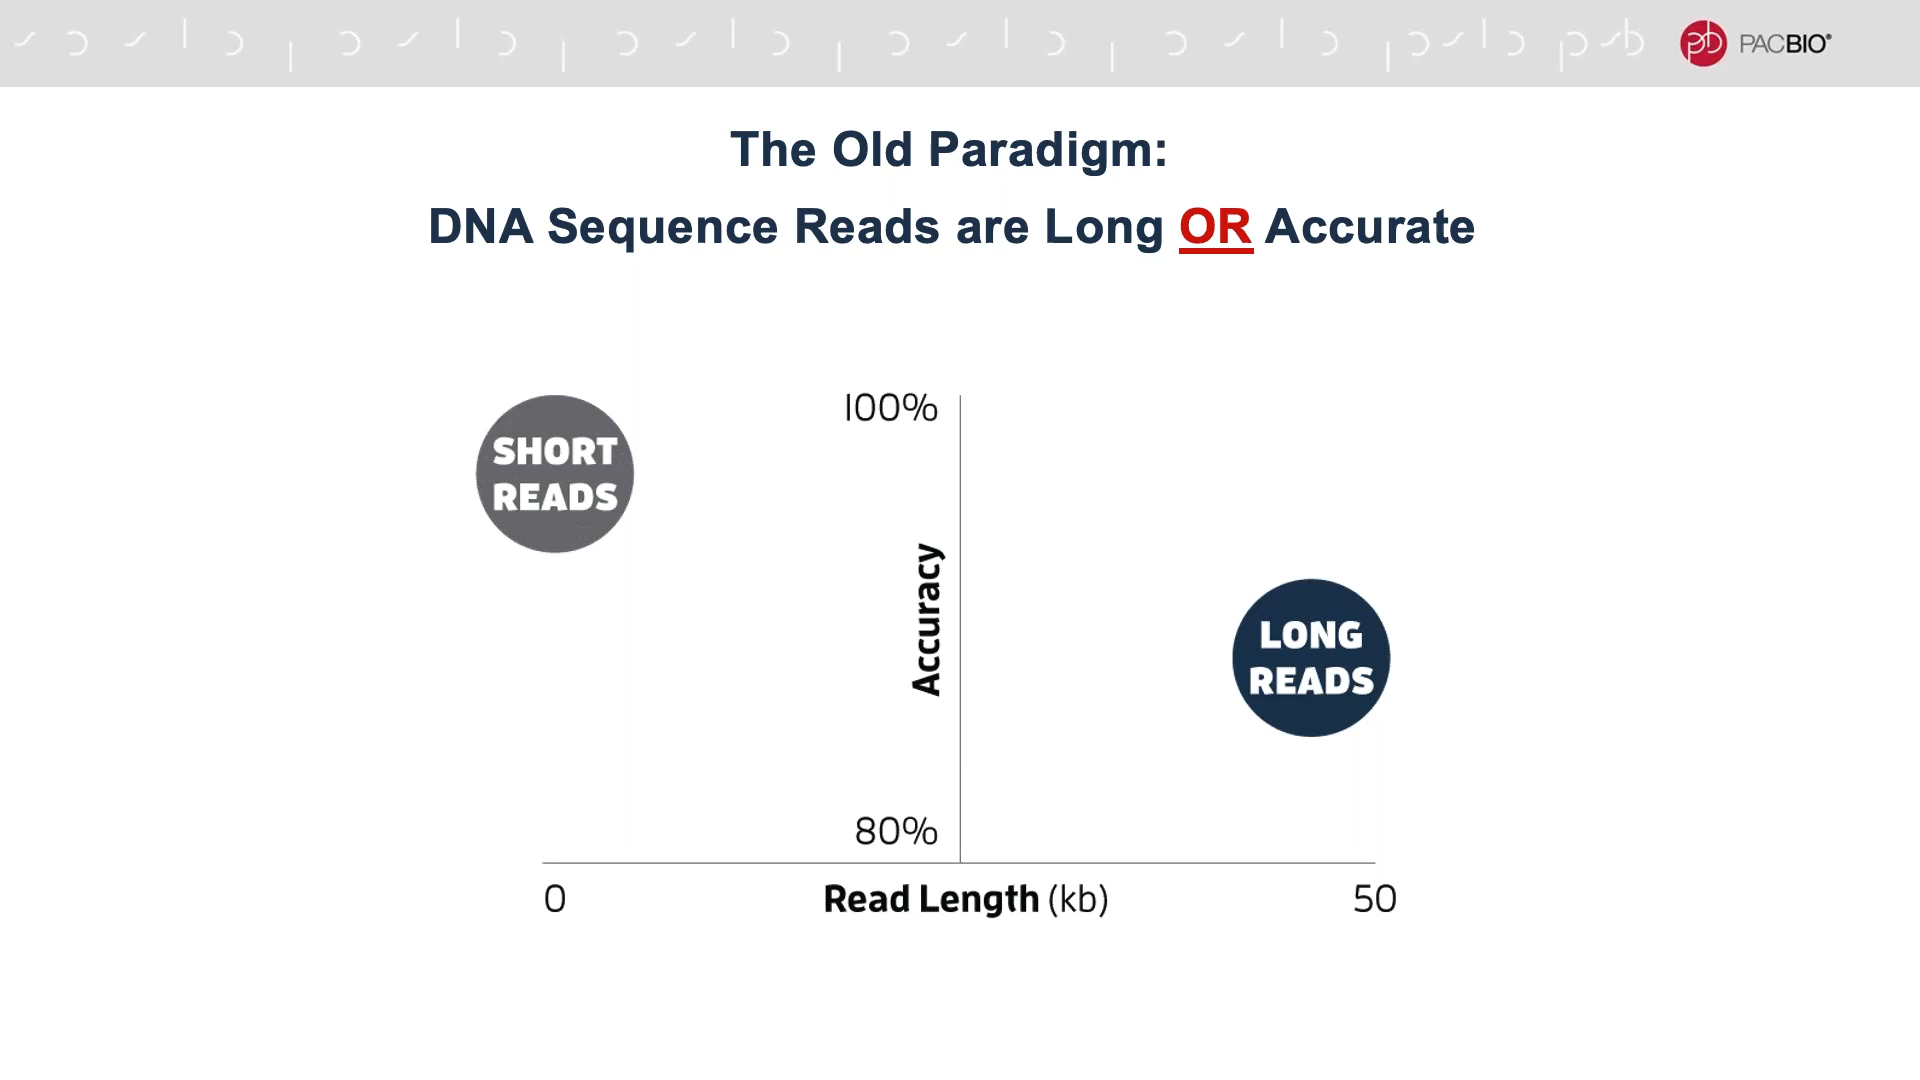 PACBIO®
The Old Paradigm:
DNA Sequence Reads are Long OR Accurate
100%
SHORT
READS
Accuracy
LONG
READS
80%
0
Read Length (kb)
50